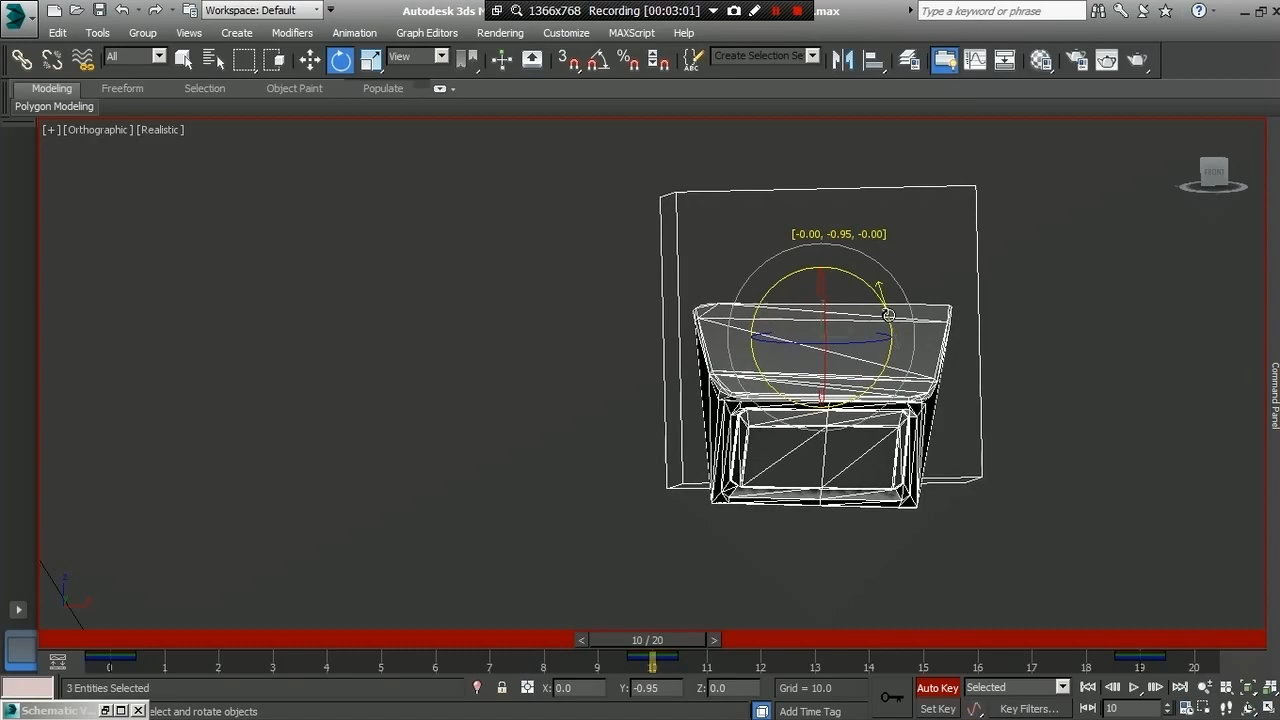 Workspace: Default
Autodesk 3ds M
1366x768 Recording [00:03:01]
.max
Type a keyword or phrase
Edit Tools Group Views Create Modifiers Animation Graph Editors Rendering Customize MAXScript Help
All
View
3
Create Selection Se
Modeling Freeform Selection Object Paint Populate
Polygon Modeling
[+] [Orthographic] [Realistic]
FRONT
[-0.00, -0.95, -0.00]
Command Panel
z
x
< 10 / 20 >
0 1 2 3 4 5 6 7 8 9 10 11 12 13 14 15 16 17 18 19 20
3 Entities Selected
X: 0.0 Y: -0.95 Z: 0.0
Grid = 10.0
Auto Key
Selected
Schematic V...
elect and rotate objects
Add Time Tag
Set Key
Key Filters...
10